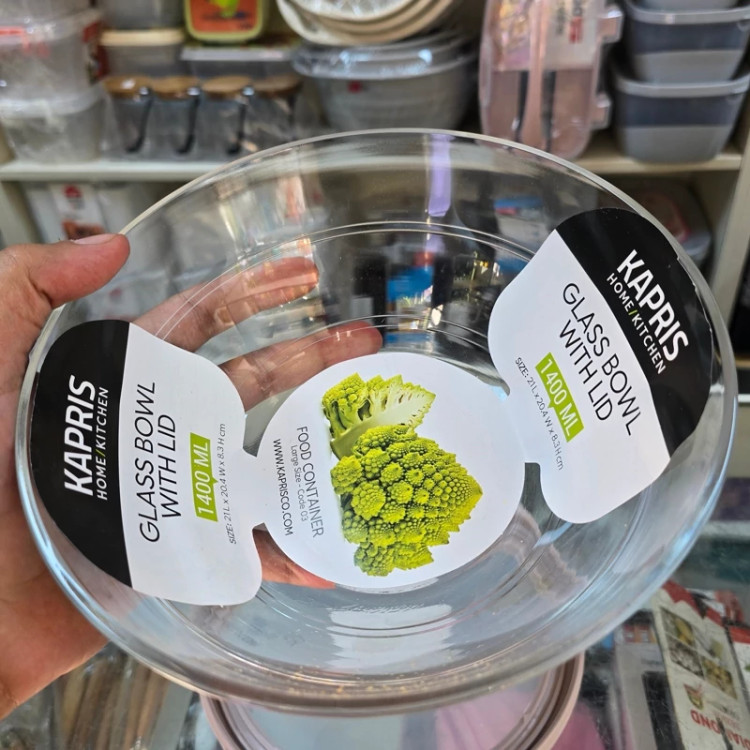 KAPRIS
HOME/KITCHEN
GLASS BOWL
WITH LID
1400 ML
SIZE: 21 L x 20.4 W x 8.3 H cm
FOOD CONTAINER
Large Size - Code 03
WWW.KAPRISCO.COM
KAPRIS
HOME/KITCHEN
GLASS BOWL
WITH LID
1400 ML
SIZE: 21 L x 20.4 W x 8.3 H cm